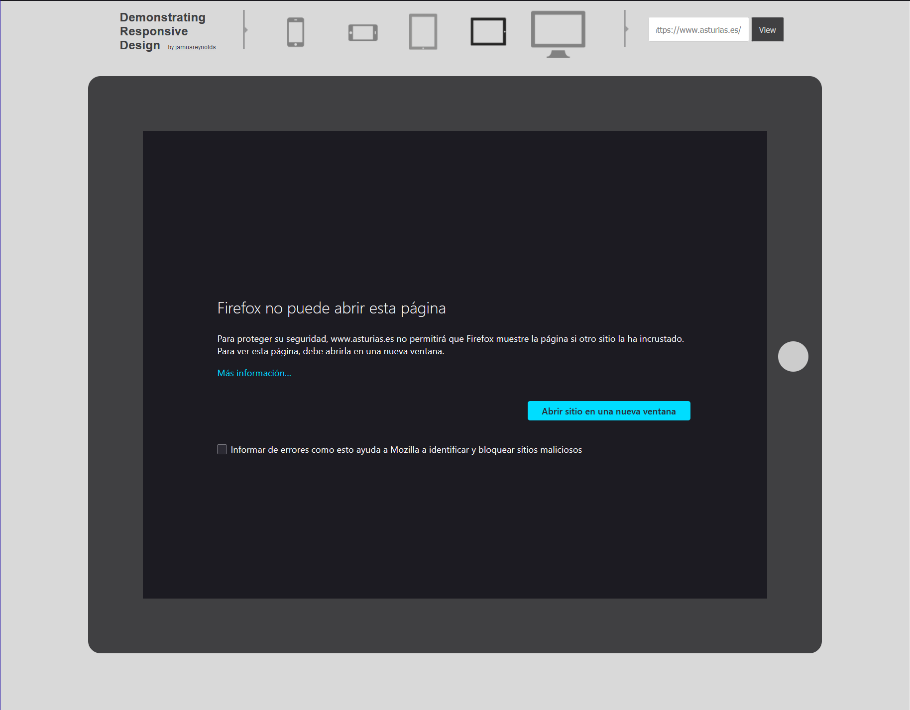 Demonstrating
Responsive
Design by jamusreynolds
ttps://www.asturias.es/
View
Firefox no puede abrir esta página
Para proteger su seguridad, www.asturias.es no permitirá que Firefox muestre la página si otro sitio la ha incrustado.
Para ver esta página, debe abrirla en una nueva ventana.
Más información...
Abrir sitio en una nueva ventana
Informar de errores como esto ayuda a Mozilla a identificar y bloquear sitios maliciosos